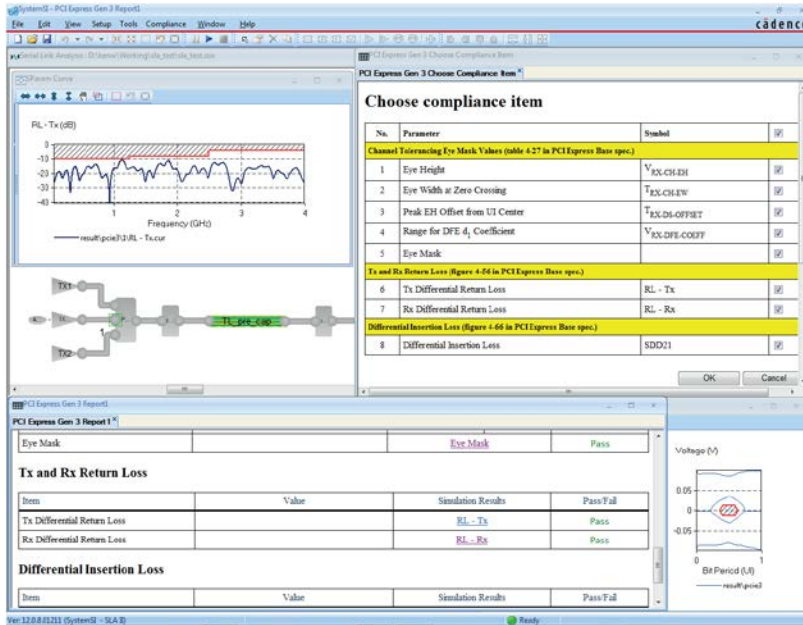 SystemSI - PCI Express Gen 3 Report1
File Edit View Setup Tools Compliance Window Help
cādence
Param Curve
RL - Tx (dB)
0
-10
-20
-30
-40
1 2 3 4
Frequency (GHz)
result\pcie3\1\RL - Tx.cur
TX1
TX
TX2
1
TL_pre_cap
PCI Express Gen 3 Choose Compliance Item
PCI Express Gen 3 Choose Compliance Item
Choose compliance item
No. Parameter Symbol
Channel Tolerancing Eye Mask Values (table 4-27 in PCI Express Base spec.)
1 Eye Height VRX-CH-EH
2 Eye Width at Zero Crossing TRX-CH-EW
3 Peak EH Offset from UI Center TRX-DS-OFFSET
4 Range for DFE d1 Coefficient VRX-DFE-COEFF
5 Eye Mask
Tx and Rx Return Loss (figure 4-56 in PCI Express Base spec.)
6 Tx Differential Return Loss RL - Tx
7 Rx Differential Return Loss RL - Rx
Differential Insertion Loss (figure 4-66 in PCI Express Base spec.)
8 Differential Insertion Loss SDD21
OK Cancel
PCI Express Gen 3 Report1
PCI Express Gen 3 Report1
Eye Mask Eye Mask Pass
Tx and Rx Return Loss
Item Value Simulation Results Pass/Fail
Tx Differential Return Loss RL - Tx Pass
Rx Differential Return Loss RL - Rx Pass
Differential Insertion Loss
Item Value Simulation Results Pass/Fail
Voltage (V)
0.05
0
-0.05
0 1
Bit Period (UI)
result\pcie3
Ready